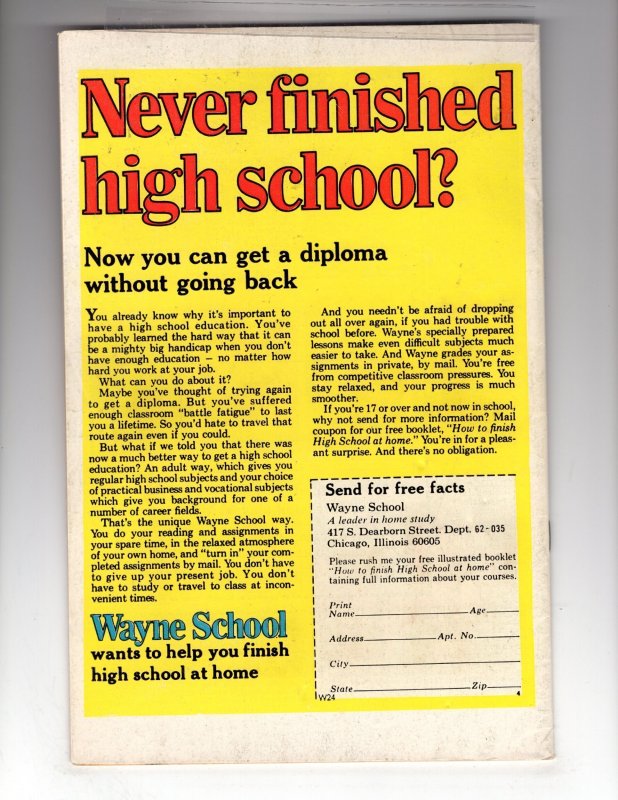 Never finished
high school?
Now you can get a diploma
without going back
You already know why it's important to
have a high school education. You've
probably learned the hard way that it can
be a mighty big handicap when you don't
have enough education – no matter how
hard you work at your job.
What can you do about it?
Maybe you've thought of trying again
to get a diploma. But you've suffered
enough classroom "battle fatigue" to last
you a lifetime. So you'd hate to travel that
route again even if you could.
But what if we told you that there was
now a much better way to get a high school
education? An adult way, which gives you
regular high school subjects and your choice
of practical business and vocational subjects
which give you background for one of a
number of career fields.
That's the unique Wayne School way.
You do your reading and assignments in
your spare time, in the relaxed atmosphere
of your own home, and "turn in" your com-
pleted assignments by mail. You don't have
to give up your present job. You don't
have to study or travel to class at incon-
venient times.
Wayne School
wants to help you finish
high school at home
And you needn't be afraid of dropping
out all over again, if you had trouble with
school before. Wayne's specially prepared
lessons make even difficult subjects much
easier to take. And Wayne grades your as-
signments in private, by mail. You're free
from competitive classroom pressures. You
stay relaxed, and your progress is much
smoother.
If you're 17 or over and not now in school,
why not send for more information? Mail
coupon for our free booklet, "How to finish
High School at home." You're in for a pleas-
ant surprise. And there's no obligation.
Send for free facts
Wayne School
A leader in home study
417 S. Dearborn Street. Dept. 62-035
Chicago, Illinois 60605
Please rush me your free illustrated booklet
"How to finish High School at home" con-
taining full information about your courses.
Print
Name Age
Address Apt. No.
City
State Zip
W24 4